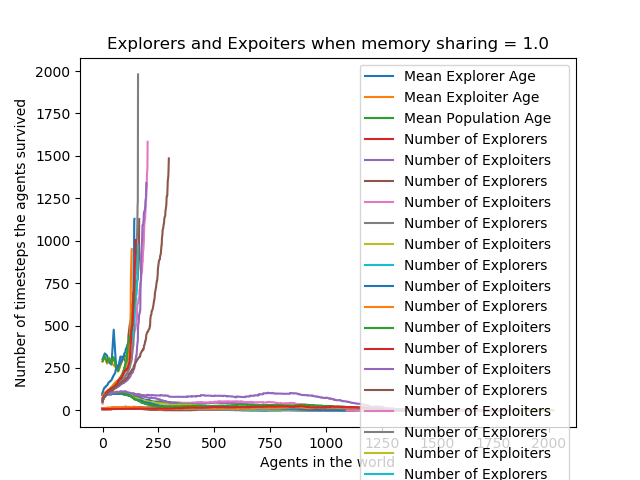 Explorers and Expoiters when memory sharing = 1.0
Number of timesteps the agents survived
2000
1750
1500
1250
1000
750
500
250
0
Mean Explorer Age
Mean Exploiter Age
Mean Population Age
Number of Explorers
Number of Exploiters
Number of Explorers
Number of Exploiters
Number of Explorers
Number of Exploiters
Number of Explorers
Number of Exploiters
Number of Explorers
Number of Exploiters
Number of Explorers
Number of Exploiters
Number of Explorers
Number of Exploiters
Number of Explorers
Number of Exploiters
Number of Explorers
0 250 500 750 1000 1250 1500 1750 2000
Agents in the world